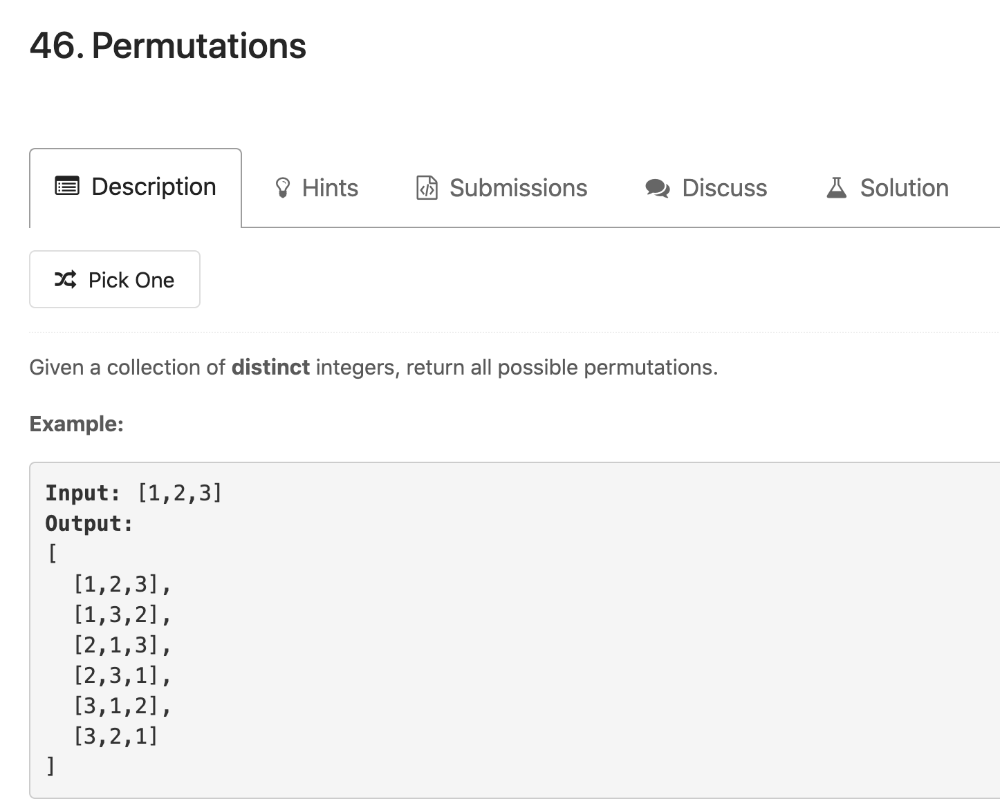 46. Permutations
Description
Hints
Submissions
Discuss
Solution
Pick One
Given a collection of distinct integers, return all possible permutations.
Example:
Input: [1,2,3]
Output:
[
  [1,2,3],
  [1,3,2],
  [2,1,3],
  [2,3,1],
  [3,1,2],
  [3,2,1]
]